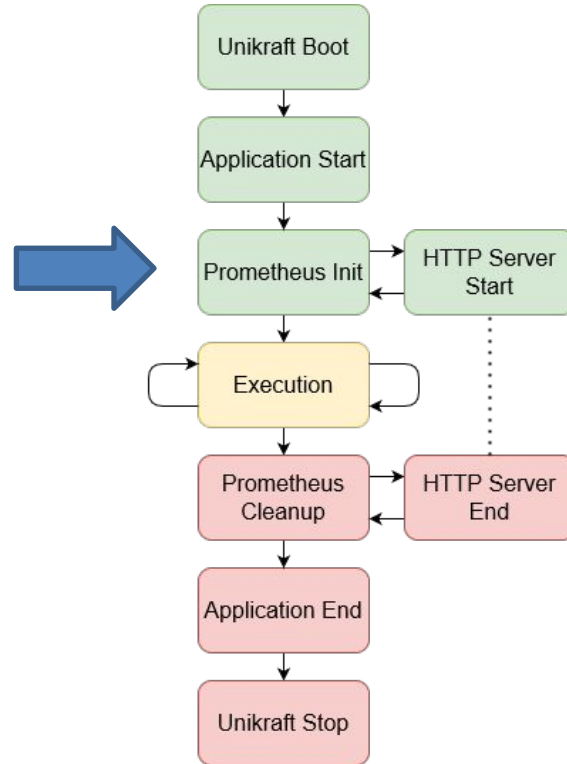 Unikraft Boot
Application Start
Prometheus Init
HTTP Server
Start
Execution
Prometheus
Cleanup
HTTP Server
End
Application End
Unikraft Stop